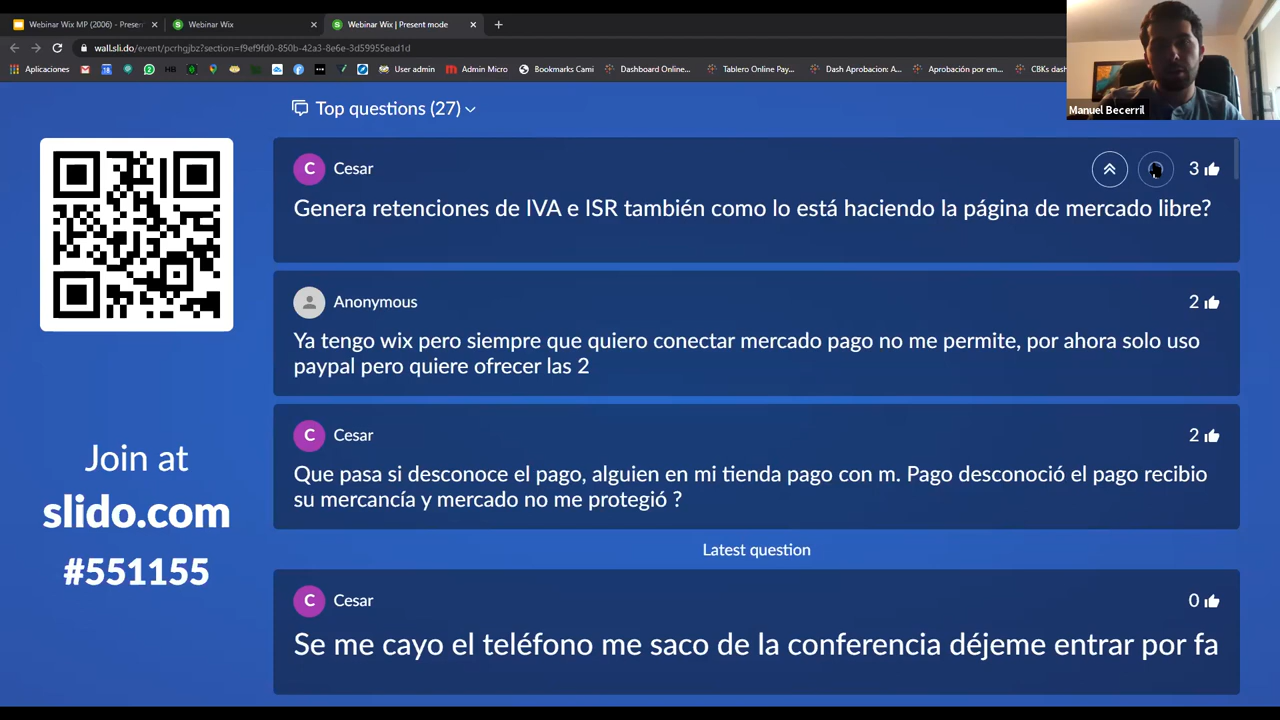 Webinar Wix MP (2006) - Presen
Webinar Wix
Webinar Wix | Present mode
wall.sli.do/event/pcrhgjbz?section=f9ef9fd0-850b-42a3-8e6e-3d59955ead1d
Aplicaciones
18
2
HB
User admin
Admin Micro
Bookmarks Cami
Dashboard Online...
Tablero Online Pay...
Dash Aprobacion: A...
Aprobación por em...
CBKs dashb
Manuel Becerril
Top questions (27)
C
Cesar
3
Genera retenciones de IVA e ISR también como lo está haciendo la página de mercado libre?
Anonymous
2
Ya tengo wix pero siempre que quiero conectar mercado pago no me permite, por ahora solo uso
paypal pero quiere ofrecer las 2
C
Cesar
2
Que pasa si desconoce el pago, alguien en mi tienda pago con m. Pago desconoció el pago recibio
su mercancía y mercado no me protegió ?
Latest question
C
Cesar
0
Se me cayo el teléfono me saco de la conferencia déjeme entrar por fa
Join at
slido.com
#551155